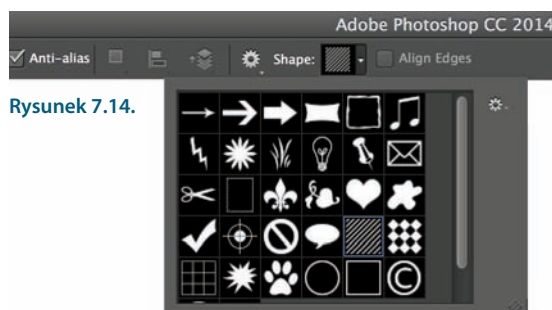 Adobe Photoshop CC 2014
Anti-alias Shape: Align Edges
Rysunek 7.14.